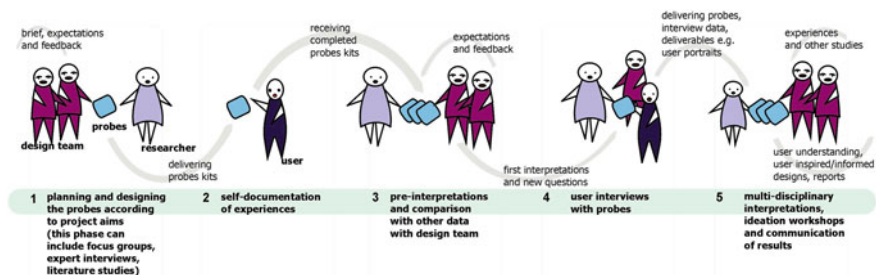 brief, expectations
and feedback
design team
probes
researcher
delivering
probes kits
receiving
completed
probes kits
user
expectations
and feedback
first interpretations
and new questions
delivering probes,
interview data,
deliverables e.g.
user portraits
experiences
and other studies
user understanding,
user inspired/informed
designs, reports
1 planning and designing
the probes according
to project aims
(this phase can
include focus groups,
expert interviews,
literature studies)
2 self-documentation
of experiences
3 pre-interpretations
and comparison
with other data
with design team
4 user interviews
with probes
5 multi-disciplinary
interpretations,
ideation workshops
and communication
of results